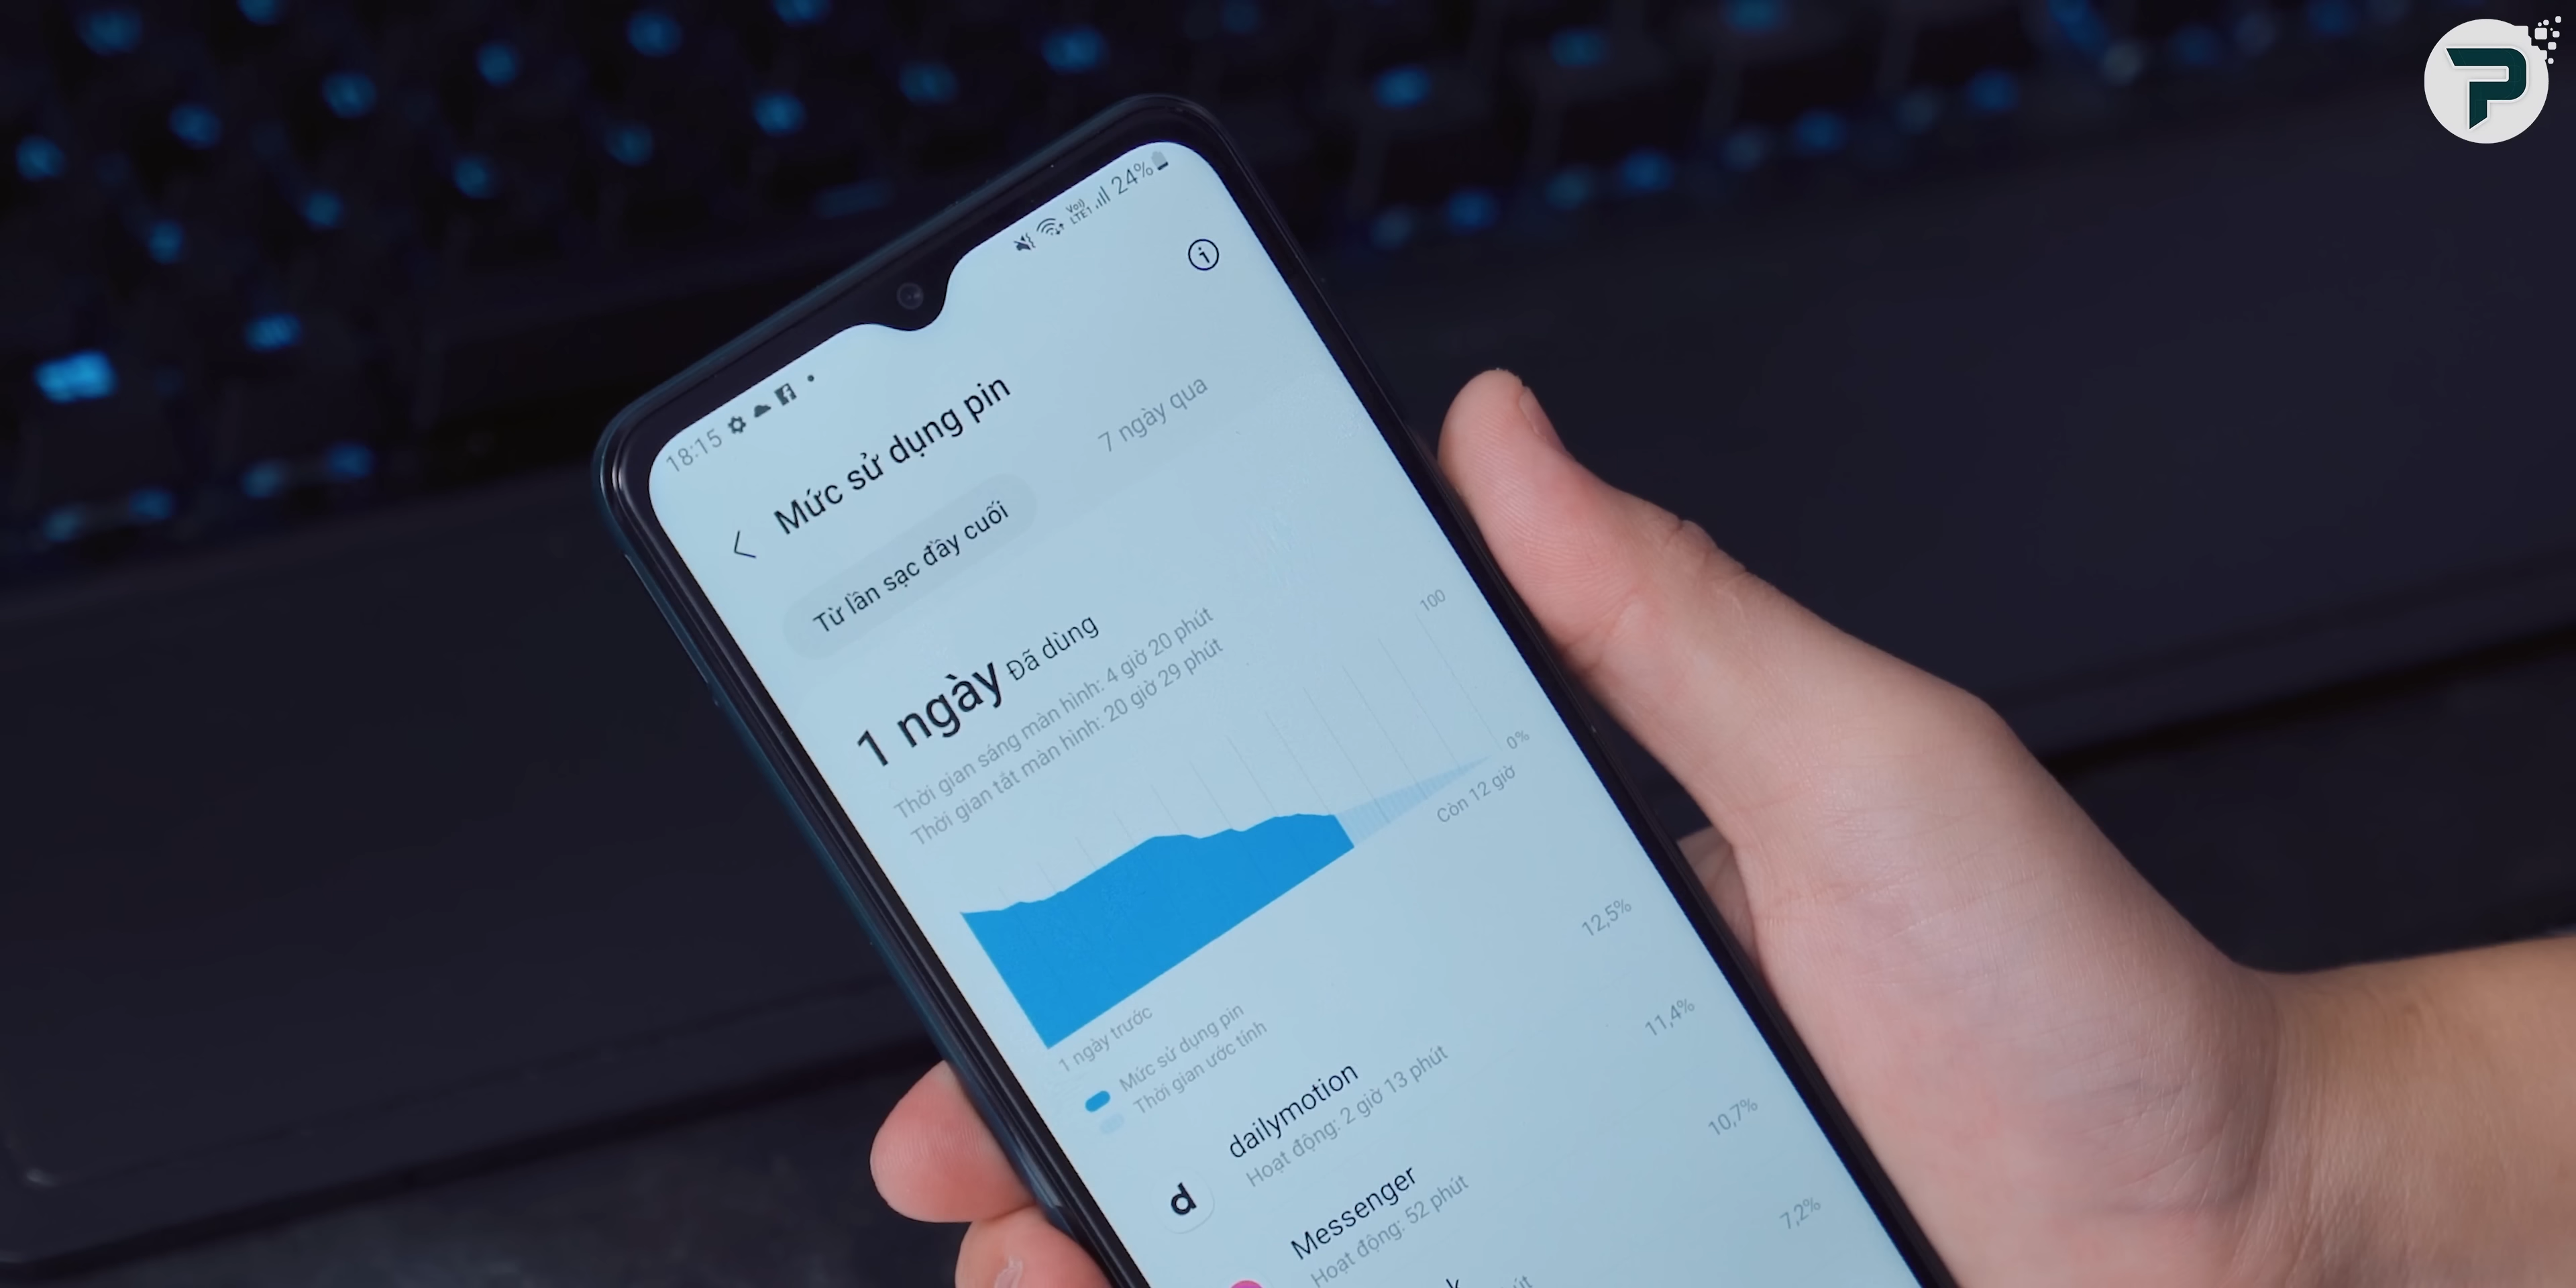 18:15
LTE1 24%
Mức sử dụng pin
Từ lần sạc đầy cuối
7 ngày qua
1 ngày Đã dùng
Thời gian sáng màn hình: 4 giờ 20 phút
Thời gian tắt màn hình: 20 giờ 29 phút
100
0%
1 ngày trước
Còn 12 giờ
Mức sử dụng pin
Thời gian ước tính
dailymotion
Hoạt động: 2 giờ 13 phút
12,5%
Messenger
Hoạt động: 52 phút
11,4%
10,7%
7,2%
d
P